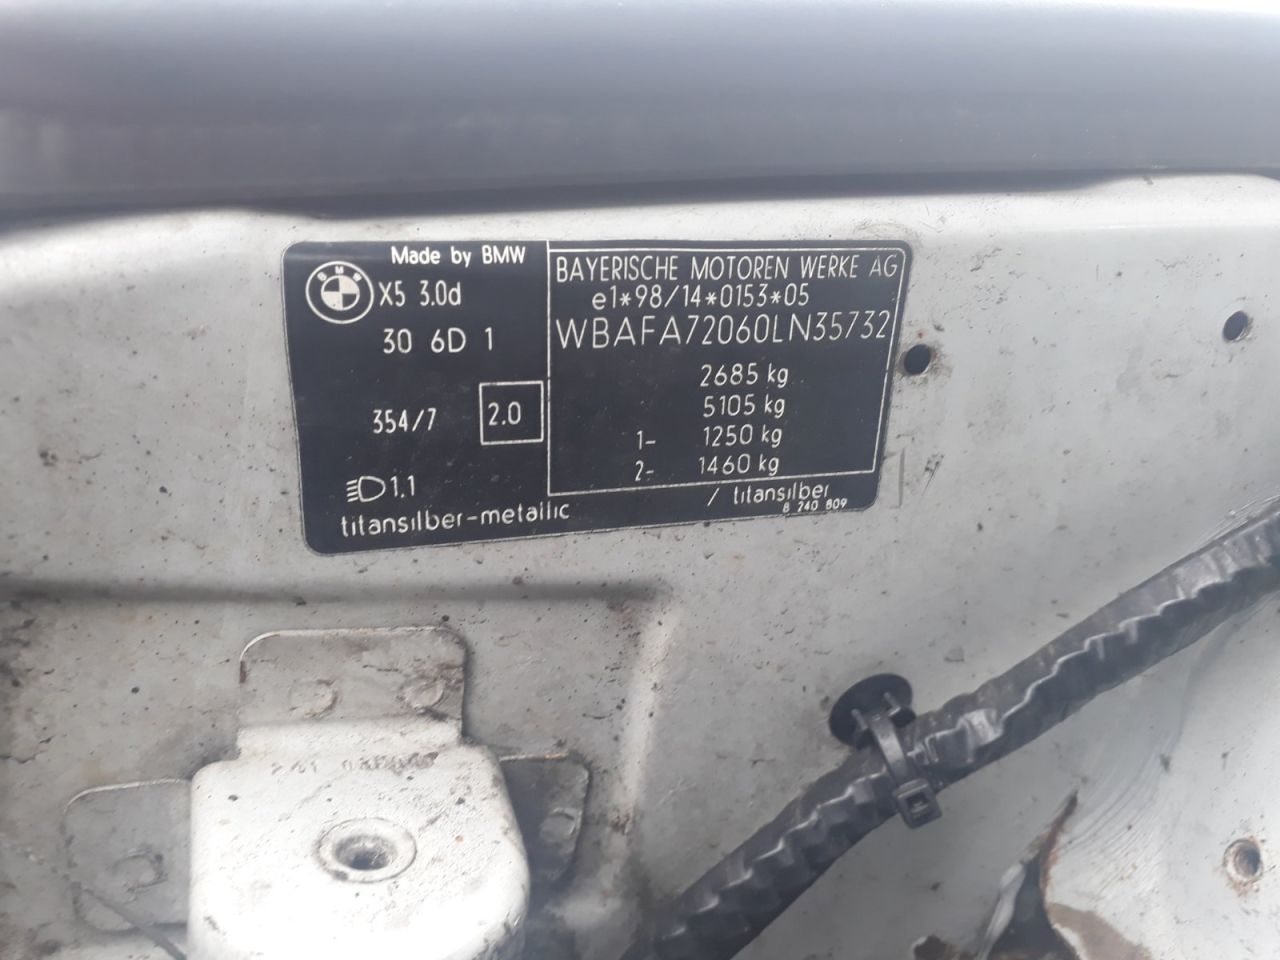 Made by BMW
BMW
X5 3.0d
30 6D 1
354/7
2.0
1.1
titansilber-metallic
BAYERISCHE MOTOREN WERKE AG
e1*98/14*0153*05
WBAFA72060LN35732
2685 kg
5105 kg
1- 1250 kg
2- 1460 kg
/ titansilber
8 240 809